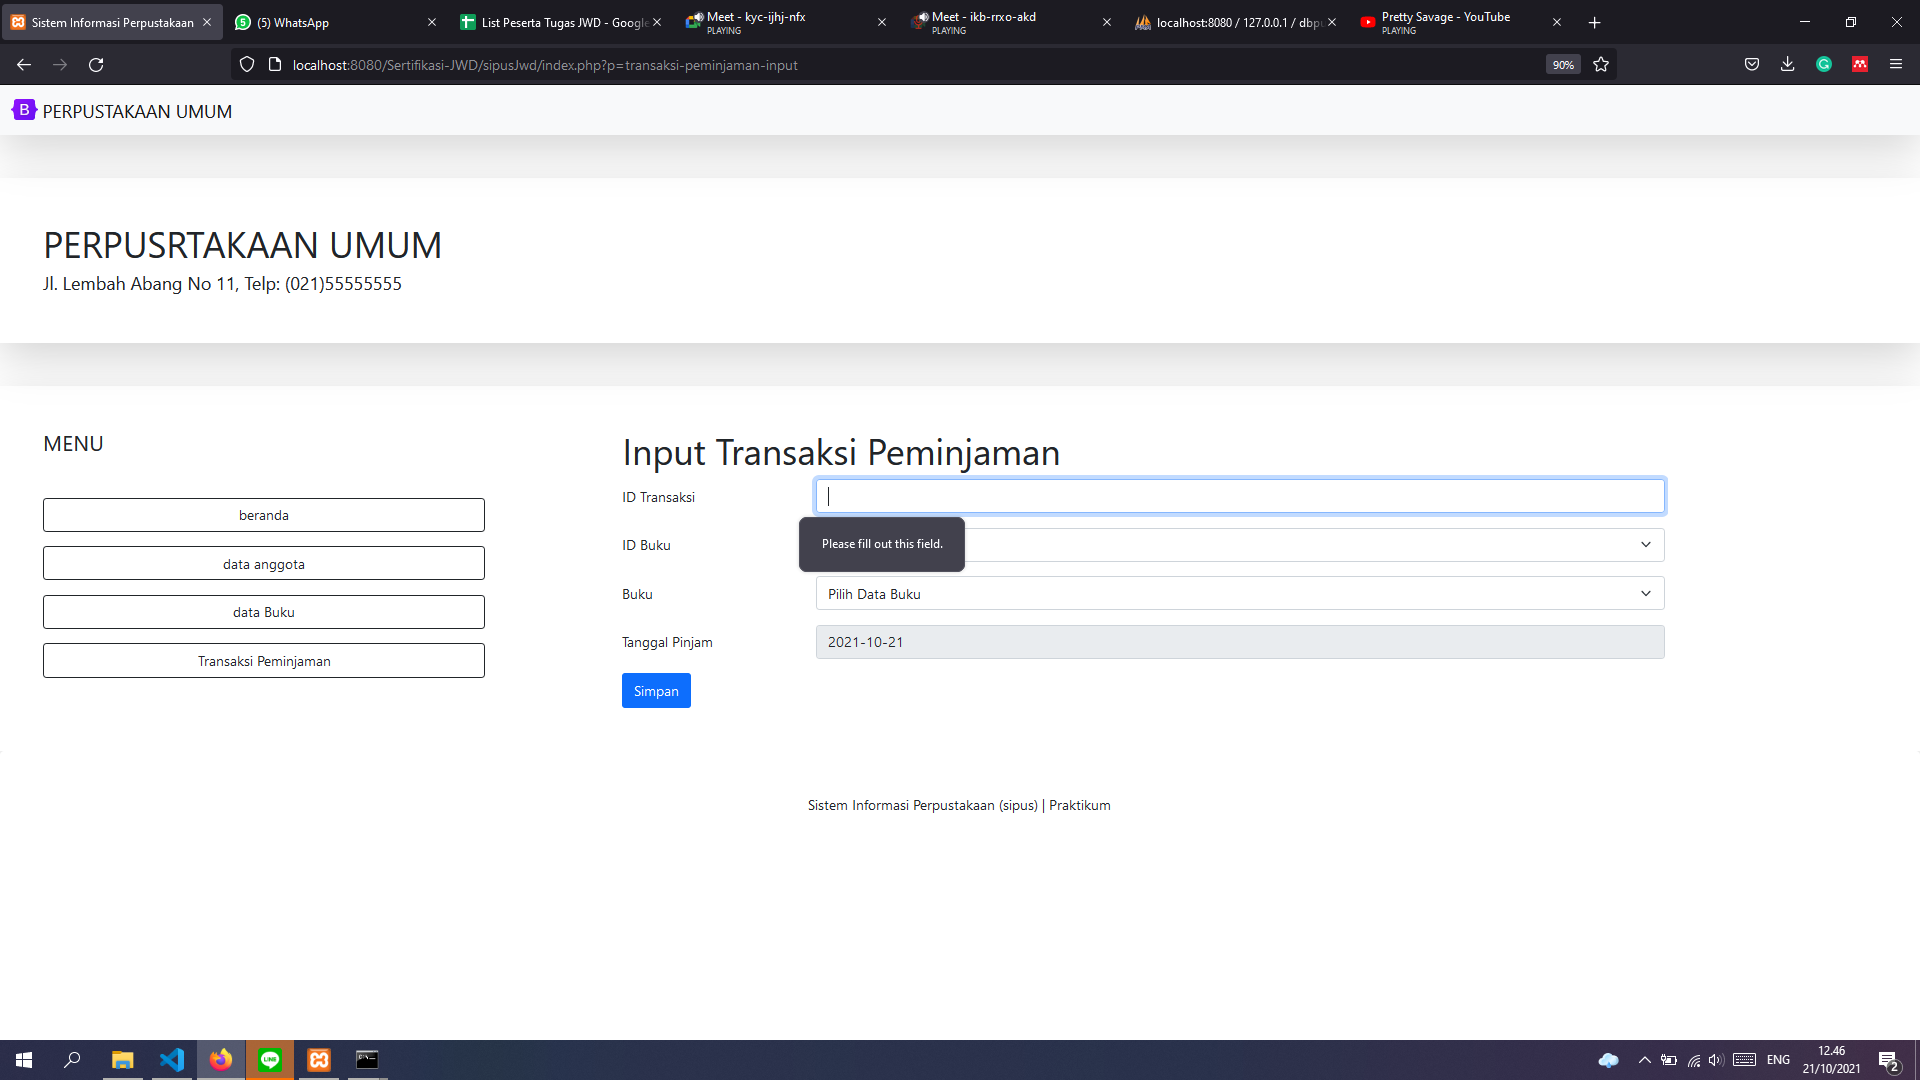 Sistem Informasi Perpustakaan
(5) WhatsApp
List Peserta Tugas JWD - Google
Meet - kyc-ijhj-nfx
PLAYING
Meet - ikb-rrxo-akd
PLAYING
localhost:8080 / 127.0.0.1 / dbpu
Pretty Savage - YouTube
PLAYING
localhost:8080/Sertifikasi-JWD/sipusJwd/index.php?p=transaksi-peminjaman-input
90%
B PERPUSTAKAAN UMUM
PERPUSRTAKAAN UMUM
Jl. Lembah Abang No 11, Telp: (021)55555555
MENU
beranda
data anggota
data Buku
Transaksi Peminjaman
Input Transaksi Peminjaman
ID Transaksi
Please fill out this field.
ID Buku
Buku
Pilih Data Buku
Tanggal Pinjam
2021-10-21
Simpan
Sistem Informasi Perpustakaan (sipus) | Praktikum
LINE
ENG
12.46
21/10/2021
2